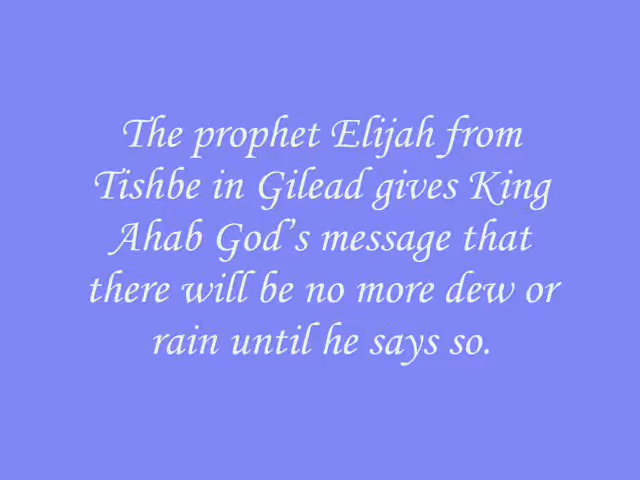 The prophet Elijah from
Tishbe in Gilead gives King
Ahab God’s message that
there will be no more dew or
rain until he says so.